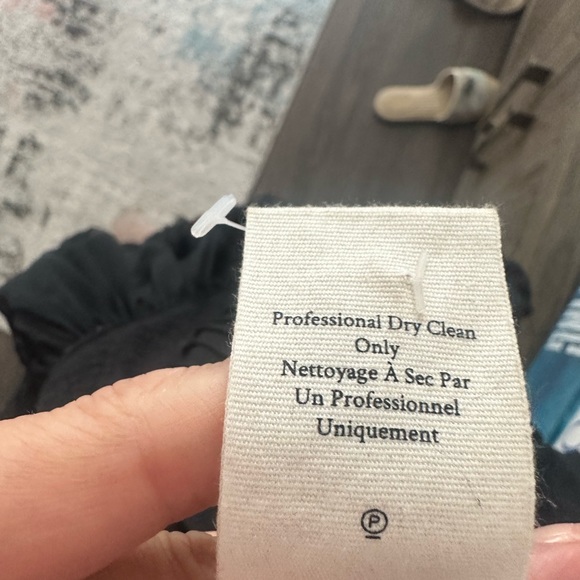 Professional Dry Clean
Only
Nettoyage À Sec Par
Un Professionnel
Uniquement
P